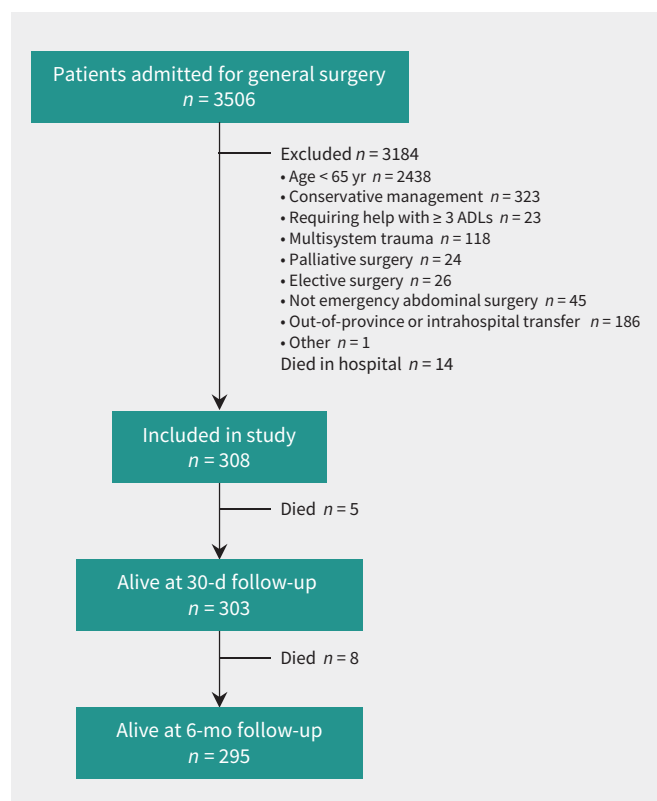 Patients admitted for general surgery
n = 3506
Excluded n = 3184
• Age < 65 yr n = 2438
• Conservative management n = 323
• Requiring help with ≥ 3 ADLs n = 23
• Multisystem trauma n = 118
• Palliative surgery n = 24
• Elective surgery n = 26
• Not emergency abdominal surgery n = 45
• Out-of-province or intrahospital transfer n = 186
• Other n = 1
Died in hospital n = 14
Included in study
n = 308
Died n = 5
Alive at 30-d follow-up
n = 303
Died n = 8
Alive at 6-mo follow-up
n = 295